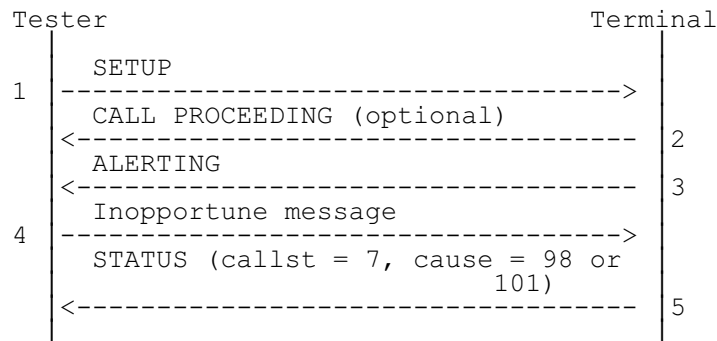 Tester Terminal
SETUP
1
CALL PROCEEDING (optional)
2
ALERTING
3
Inopportune message
4
STATUS (callst = 7, cause = 98 or
101)
5